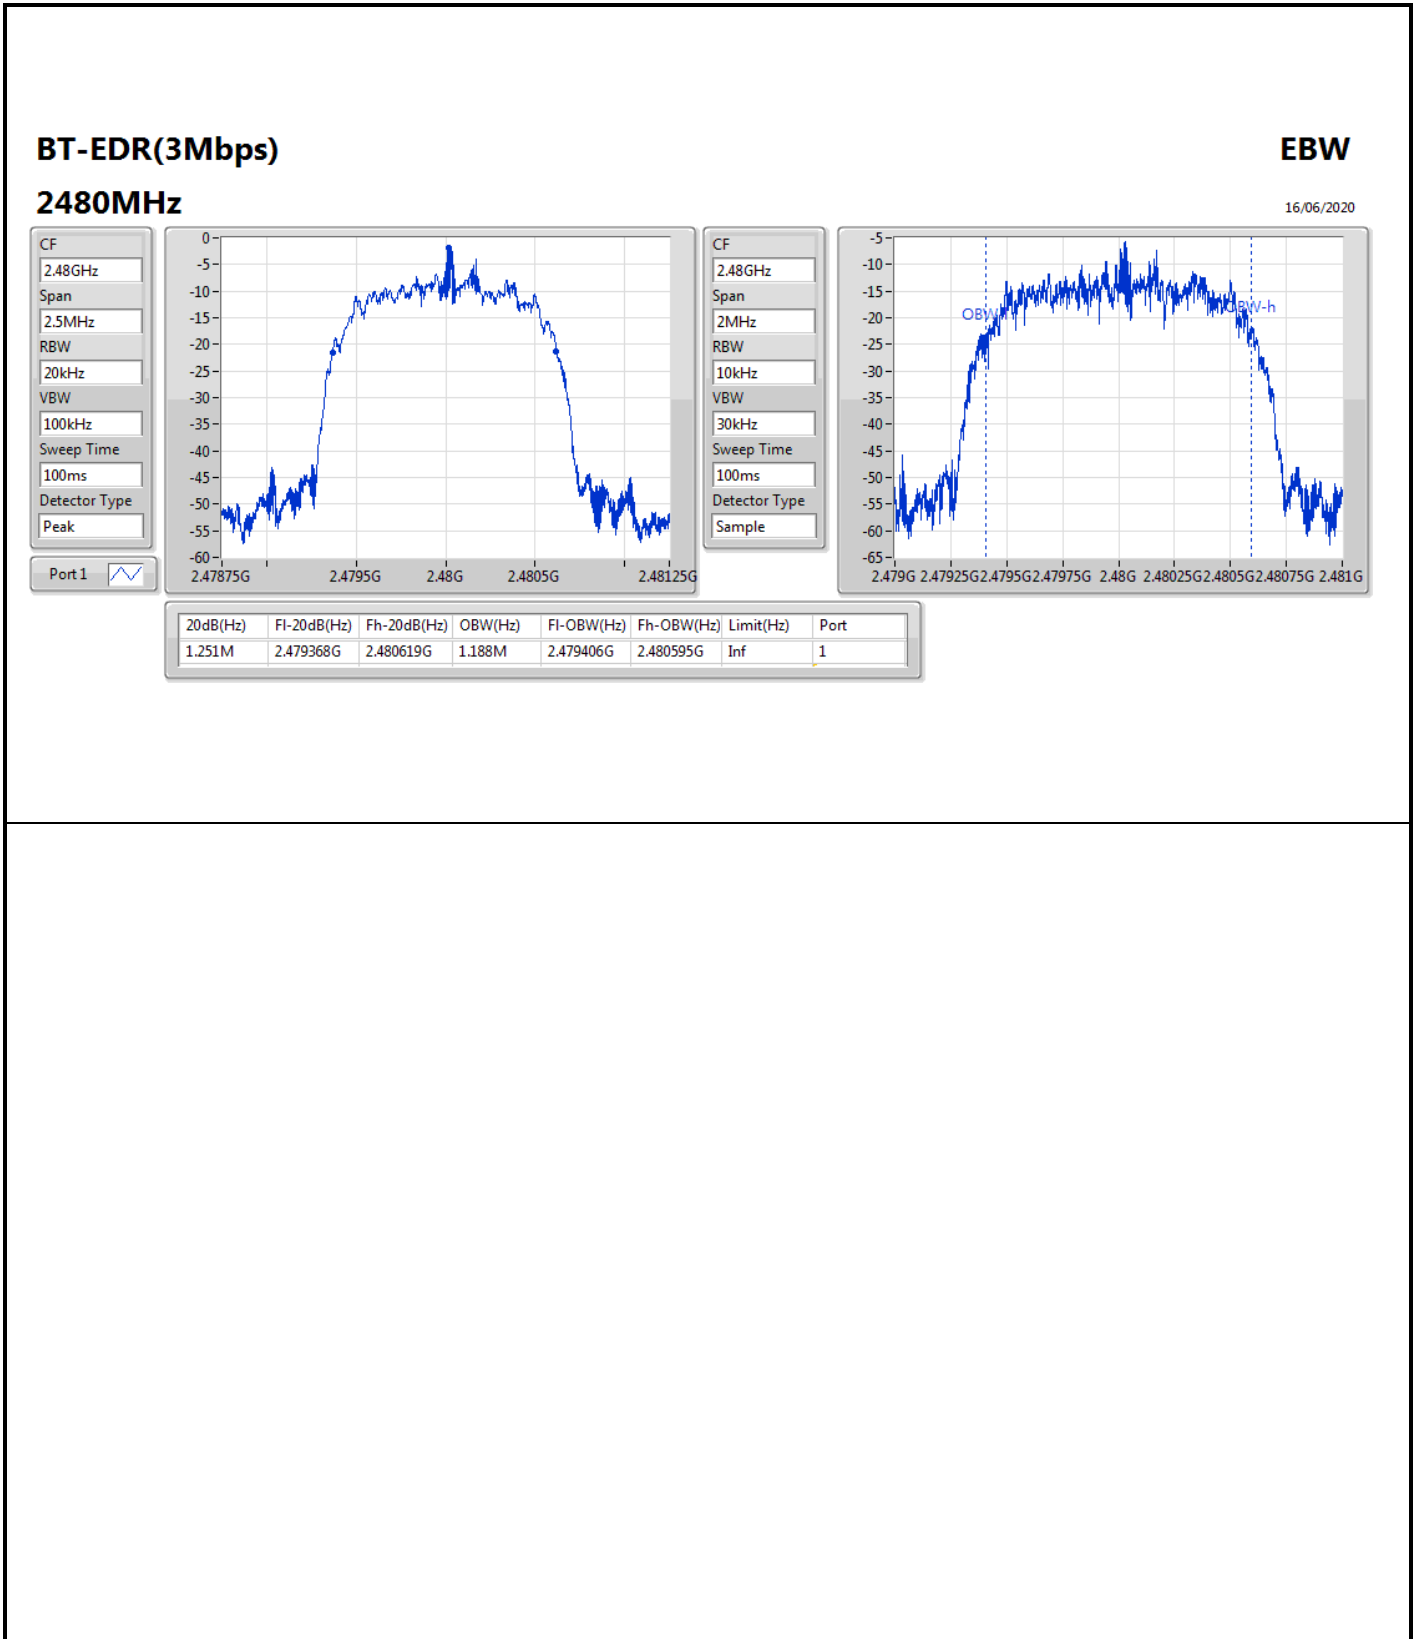 BT-EDR(3Mbps)
EBW
2480MHz
16/06/2020
CF
2.48GHz
Span
2.5MHz
RBW
20kHz
VBW
100kHz
Sweep Time
100ms
Detector Type
Peak
Port 1
0
-5
-10
-15
-20
-25
-30
-35
-40
-45
-50
-55
-60
2.47875G 2.4795G 2.48G 2.4805G 2.48125G
CF
2.48GHz
Span
2MHz
RBW
10kHz
VBW
30kHz
Sweep Time
100ms
Detector Type
Sample
-5
-10
-15
-20
-25
-30
-35
-40
-45
-50
-55
-60
-65
OBW
OBW-h
2.479G 2.47925G 2.4795G 2.47975G 2.48G 2.48025G 2.4805G 2.48075G 2.481G
20dB(Hz) Fl-20dB(Hz) Fh-20dB(Hz) OBW(Hz) Fl-OBW(Hz) Fh-OBW(Hz) Limit(Hz) Port
1.251M 2.479368G 2.480619G 1.188M 2.479406G 2.480595G Inf 1